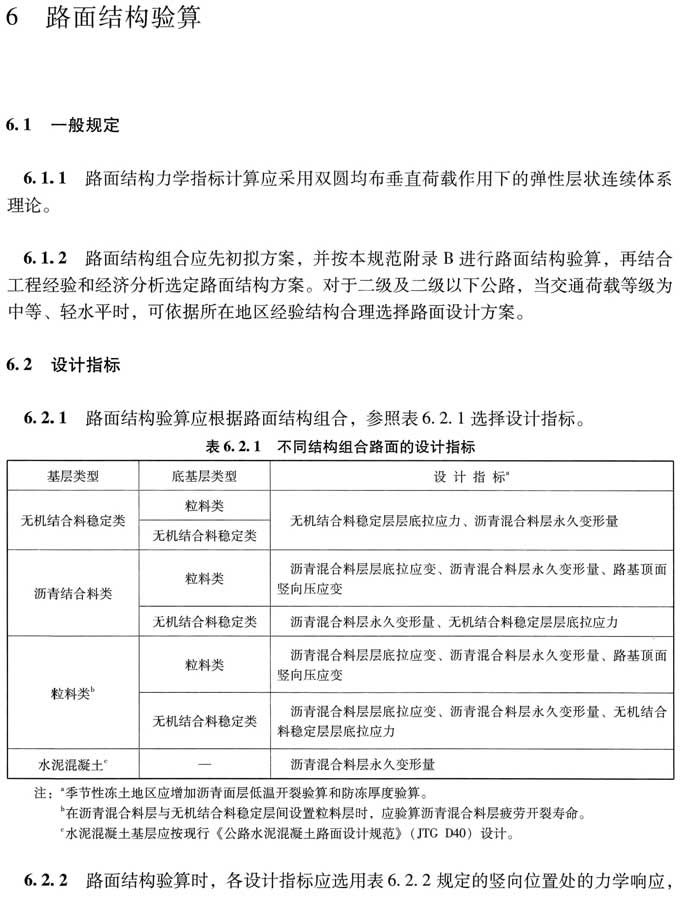 6 路面结构验算
6.1 一般规定
6.1.1 路面结构力学指标计算应采用双圆均布垂直荷载作用下的弹性层状连续体系
理论。
6.1.2 路面结构组合应先初拟方案，并按本规范附录 B 进行路面结构验算，再结合
工程经验和经济分析选定路面结构方案。对于二级及二级以下公路，当交通荷载等级为
中等、轻水平时，可依据所在地区经验结构合理选择路面设计方案。
6.2 设计指标
6.2.1 路面结构验算应根据路面结构组合，参照表 6.2.1 选择设计指标。
表 6.2.1 不同结构组合路面的设计指标
基层类型 底基层类型 设 计 指 标a
无机结合料稳定类 粒料类 无机结合料稳定层层底拉应力、沥青混合料层永久变形量
无机结合料稳定类
沥青结合料类 粒料类 沥青混合料层层底拉应变、沥青混合料层永久变形量、路基顶面
竖向压应变
无机结合料稳定类 沥青混合料层永久变形量、无机结合料稳定层层底拉应力
粒料类b 粒料类 沥青混合料层层底拉应变、沥青混合料层永久变形量、路基顶面
竖向压应变
无机结合料稳定类 沥青混合料层层底拉应变、沥青混合料层永久变形量、无机结合
料稳定层层底拉应力
水泥混凝土c — 沥青混合料层永久变形量
注：a季节性冻土地区应增加沥青面层低温开裂验算和防冻厚度验算。
b在沥青混合料层与无机结合料稳定层间设置粒料层时，应验算沥青混合料层疲劳开裂寿命。
c水泥混凝土基层应按现行《公路水泥混凝土路面设计规范》（JTG D40）设计。
6.2.2 路面结构验算时，各设计指标应选用表 6.2.2 规定的竖向位置处的力学响应，